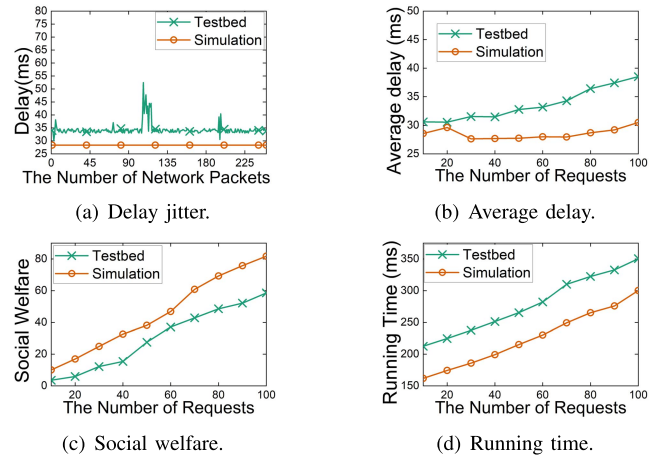 80
75
70
65
60
55
50
45
40
35
30
25
Delay(ms)
Testbed
Simulation
0 45 90 135 180 225
The Number of Network Packets
(a) Delay jitter.
50
45
40
35
30
25
Average delay (ms)
Testbed
Simulation
20 40 60 80 100
The Number of Requests
(b) Average delay.
80
60
40
20
0
Social Welfare
Testbed
Simulation
20 40 60 80 100
The Number of Requests
(c) Social welfare.
350
300
250
200
150
Running Time (ms)
Testbed
Simulation
20 40 60 80 100
The Number of Requests
(d) Running time.